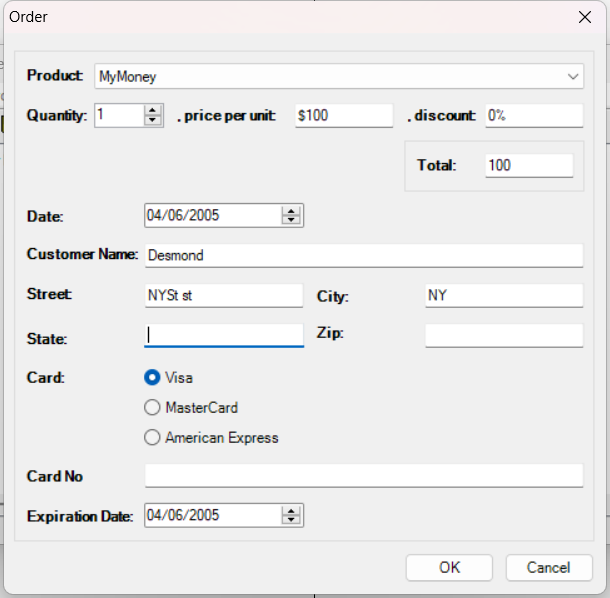 Order
Product: MyMoney
Quantity: 1 , price per unit: $100 , discount: 0%
Total: 100
Date: 04/06/2005
Customer Name: Desmond
Street: NYSt st City: NY
State: Zip:
Card: Visa
MasterCard
American Express
Card No
Expiration Date: 04/06/2005
OK Cancel